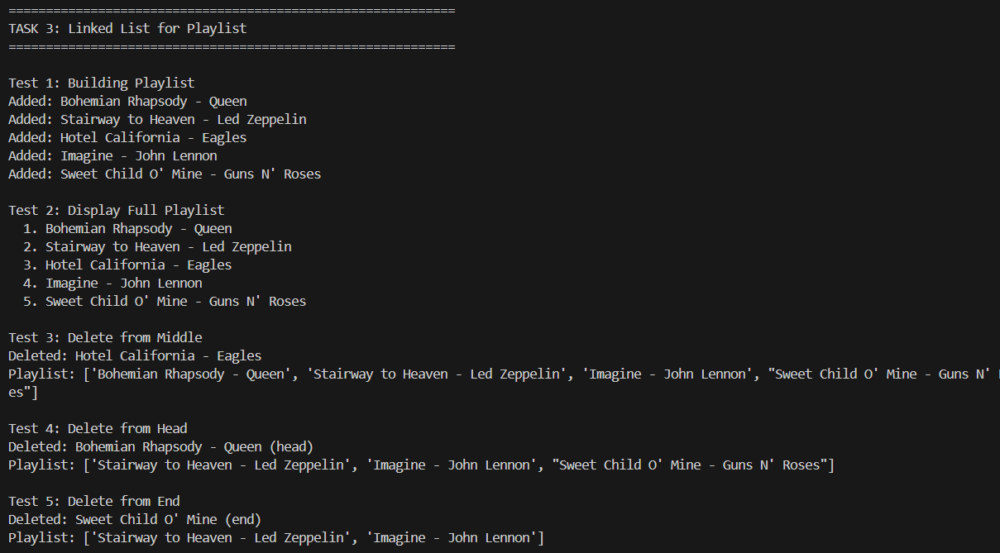 ============================================================
TASK 3: Linked List for Playlist
============================================================
Test 1: Building Playlist
Added: Bohemian Rhapsody - Queen
Added: Stairway to Heaven - Led Zeppelin
Added: Hotel California - Eagles
Added: Imagine - John Lennon
Added: Sweet Child O' Mine - Guns N' Roses
Test 2: Display Full Playlist
1. Bohemian Rhapsody - Queen
2. Stairway to Heaven - Led Zeppelin
3. Hotel California - Eagles
4. Imagine - John Lennon
5. Sweet Child O' Mine - Guns N' Roses
Test 3: Delete from Middle
Deleted: Hotel California - Eagles
Playlist: ['Bohemian Rhapsody - Queen', 'Stairway to Heaven - Led Zeppelin', 'Imagine - John Lennon', "Sweet Child O' Mine - Guns N'
es"]
Test 4: Delete from Head
Deleted: Bohemian Rhapsody - Queen (head)
Playlist: ['Stairway to Heaven - Led Zeppelin', 'Imagine - John Lennon', "Sweet Child O' Mine - Guns N' Roses"]
Test 5: Delete from End
Deleted: Sweet Child O' Mine (end)
Playlist: ['Stairway to Heaven - Led Zeppelin', 'Imagine - John Lennon']